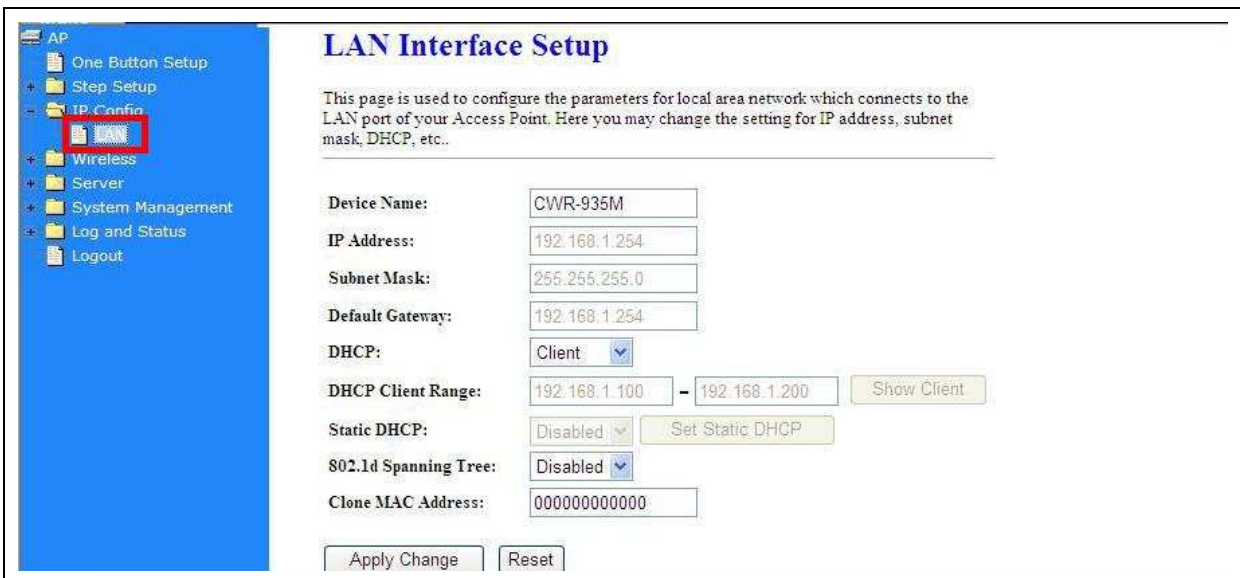 AP
One Button Setup
Step Setup
IP Config
LAN
Wireless
Server
System Management
Log and Status
Logout
LAN Interface Setup
This page is used to configure the parameters for local area network which connects to the
LAN port of your Access Point. Here you may change the setting for IP address, subnet
mask, DHCP, etc..
Device Name: CWR-935M
IP Address: 192.168.1.254
Subnet Mask: 255.255.255.0
Default Gateway: 192.168.1.254
DHCP: Client
DHCP Client Range: 192.168.1.100 – 192.168.1.200 Show Client
Static DHCP: Disabled Set Static DHCP
802.1d Spanning Tree: Disabled
Clone MAC Address: 000000000000
Apply Change Reset